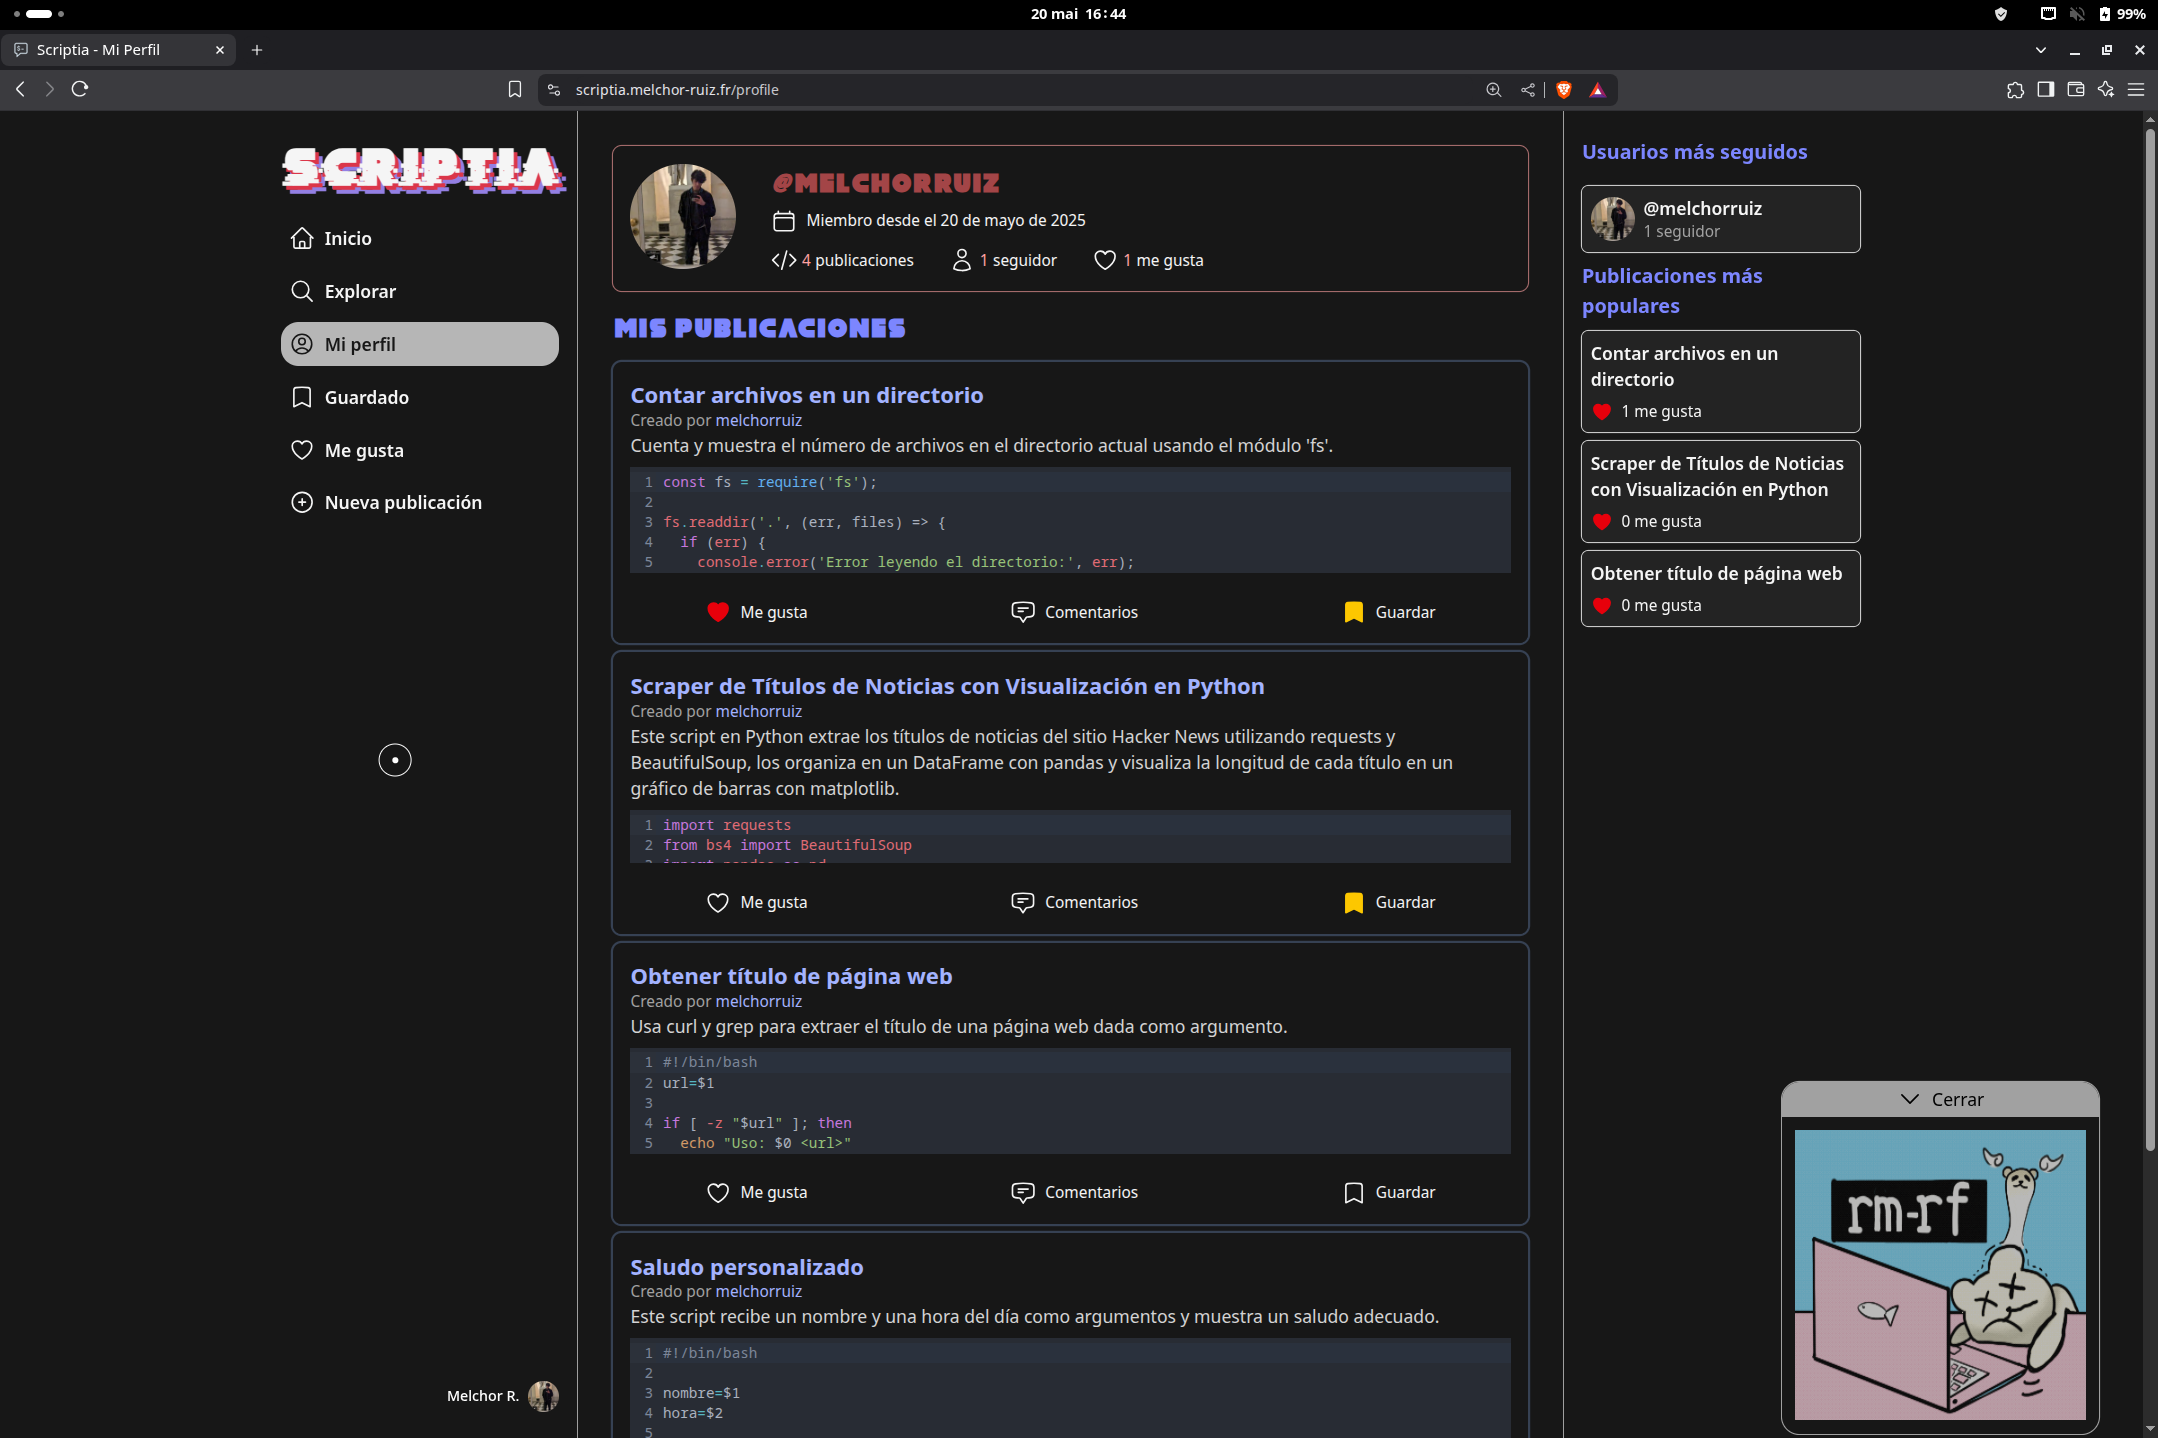 20 mai 16:44
99%
Scriptia - Mi Perfil
scriptia.melchor-ruiz.fr/profile
SCRIPTIA
Inicio
Explorar
Mi perfil
Guardado
Me gusta
Nueva publicación
Melchor R.
@MELCHORRUIZ
Miembro desde el 20 de mayo de 2025
4 publicaciones 1 seguidor 1 me gusta
MIS PUBLICACIONES
Contar archivos en un directorio
Creado por melchorruiz
Cuenta y muestra el número de archivos en el directorio actual usando el módulo 'fs'.
1 const fs = require('fs');
2
3 fs.readdir('.', (err, files) => {
4 if (err) {
5 console.error('Error leyendo el directorio:', err);
Me gusta Comentarios Guardar
Scraper de Títulos de Noticias con Visualización en Python
Creado por melchorruiz
Este script en Python extrae los títulos de noticias del sitio Hacker News utilizando requests y
BeautifulSoup, los organiza en un DataFrame con pandas y visualiza la longitud de cada título en un
gráfico de barras con matplotlib.
1 import requests
2 from bs4 import BeautifulSoup
3 import pandas as pd
Me gusta Comentarios Guardar
Obtener título de página web
Creado por melchorruiz
Usa curl y grep para extraer el título de una página web dada como argumento.
1 #!/bin/bash
2 url=$1
3
4 if [ -z "$url" ]; then
5 echo "Uso: $0 <url>"
Me gusta Comentarios Guardar
Saludo personalizado
Creado por melchorruiz
Este script recibe un nombre y una hora del día como argumentos y muestra un saludo adecuado.
1 #!/bin/bash
2
3 nombre=$1
4 hora=$2
5
Usuarios más seguidos
@melchorruiz
1 seguidor
Publicaciones más
populares
Contar archivos en un
directorio
1 me gusta
Scraper de Títulos de Noticias
con Visualización en Python
0 me gusta
Obtener título de página web
0 me gusta
Cerrar
rm-rf